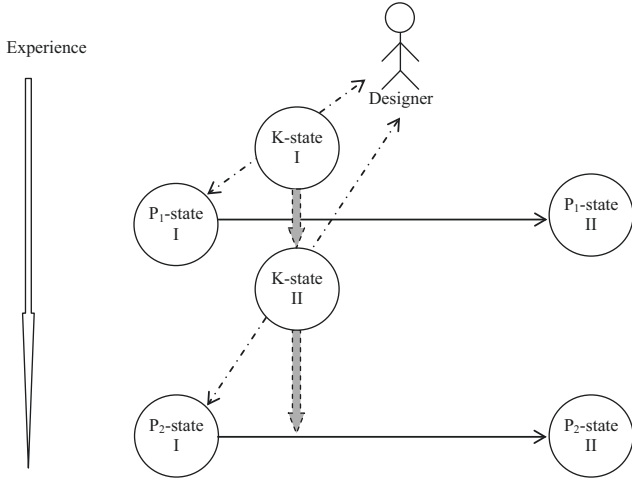 Experience
Designer
K-state
I
P₁-state
I
P₁-state
II
K-state
II
P₂-state
I
P₂-state
II